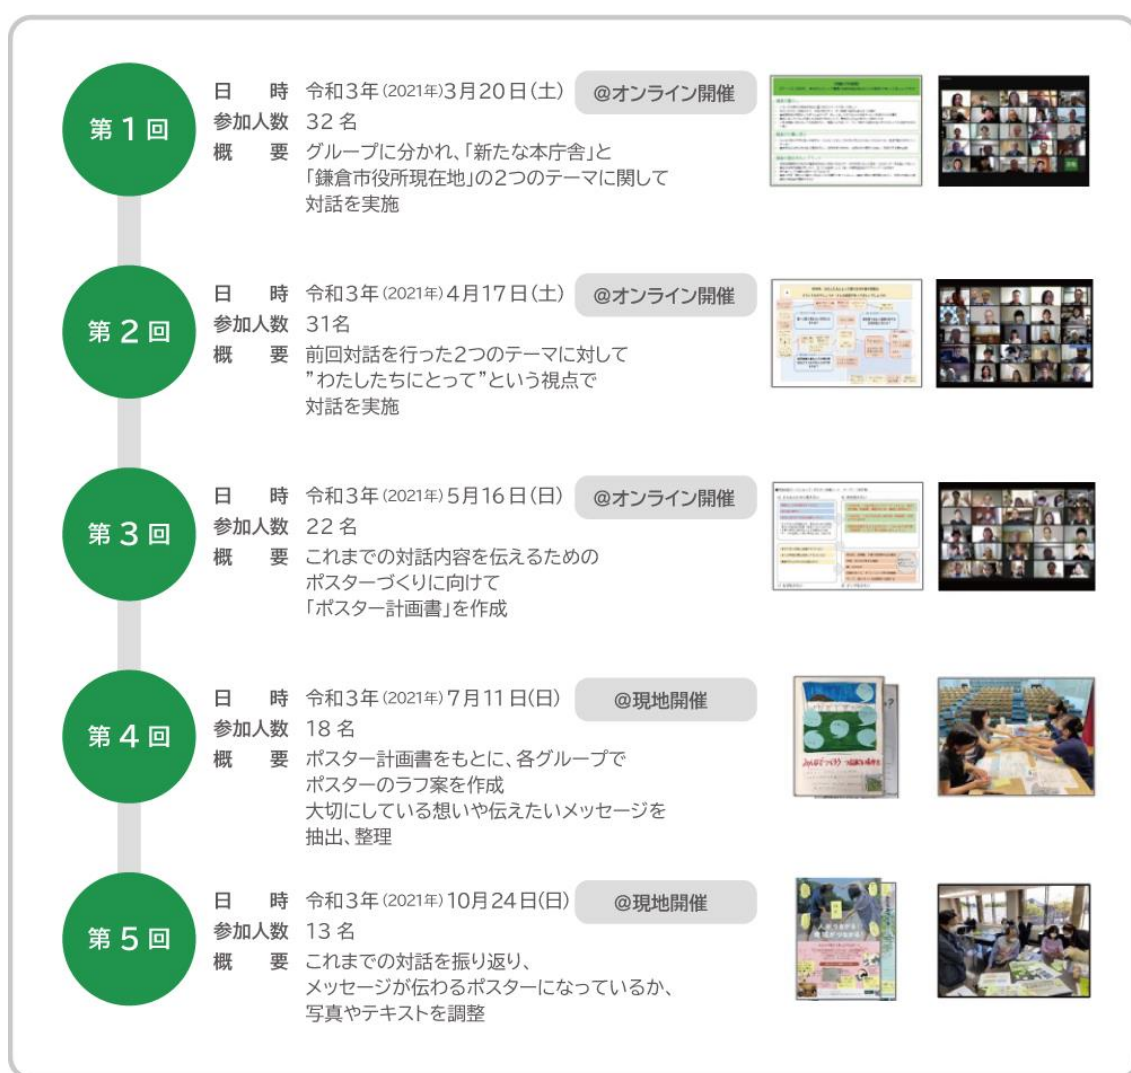 第1回
日　時 令和3年(2021年)3月20日(土) @オンライン開催
参加人数 32 名
概　要 グループに分かれ、「新たな本庁舎」と
「鎌倉市役所現在地」の2つのテーマに関して
対話を実施
第2回
日　時 令和3年(2021年)4月17日(土) @オンライン開催
参加人数 31名
概　要 前回対話を行った2つのテーマに対して
”わたしたちにとって”という視点で
対話を実施
第3回
日　時 令和3年(2021年)5月16日(日) @オンライン開催
参加人数 22 名
概　要 これまでの対話内容を伝えるための
ポスターづくりに向けて
「ポスター計画書」を作成
第4回
日　時 令和3年(2021年)7月11日(日) @現地開催
参加人数 18 名
概　要 ポスター計画書をもとに、各グループで
ポスターのラフ案を作成
大切にしている想いや伝えたいメッセージを
抽出、整理
第5回
日　時 令和3年(2021年)10月24日(日) @現地開催
参加人数 13 名
概　要 これまでの対話を振り返り、
メッセージが伝わるポスターになっているか、
写真やテキストを調整